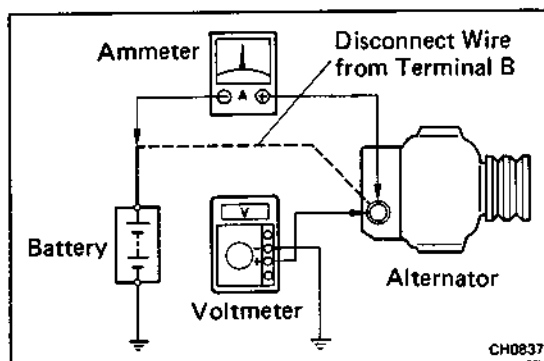 Ammeter
Disconnect Wire
from Terminal B
− A +
V
− +
Battery
Voltmeter
Alternator
CH0837